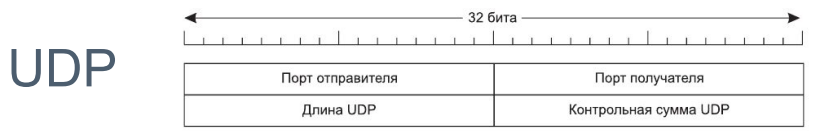 32 бита
UDP
Порт отправителя
Порт получателя
Длина UDP
Контрольная сумма UDP